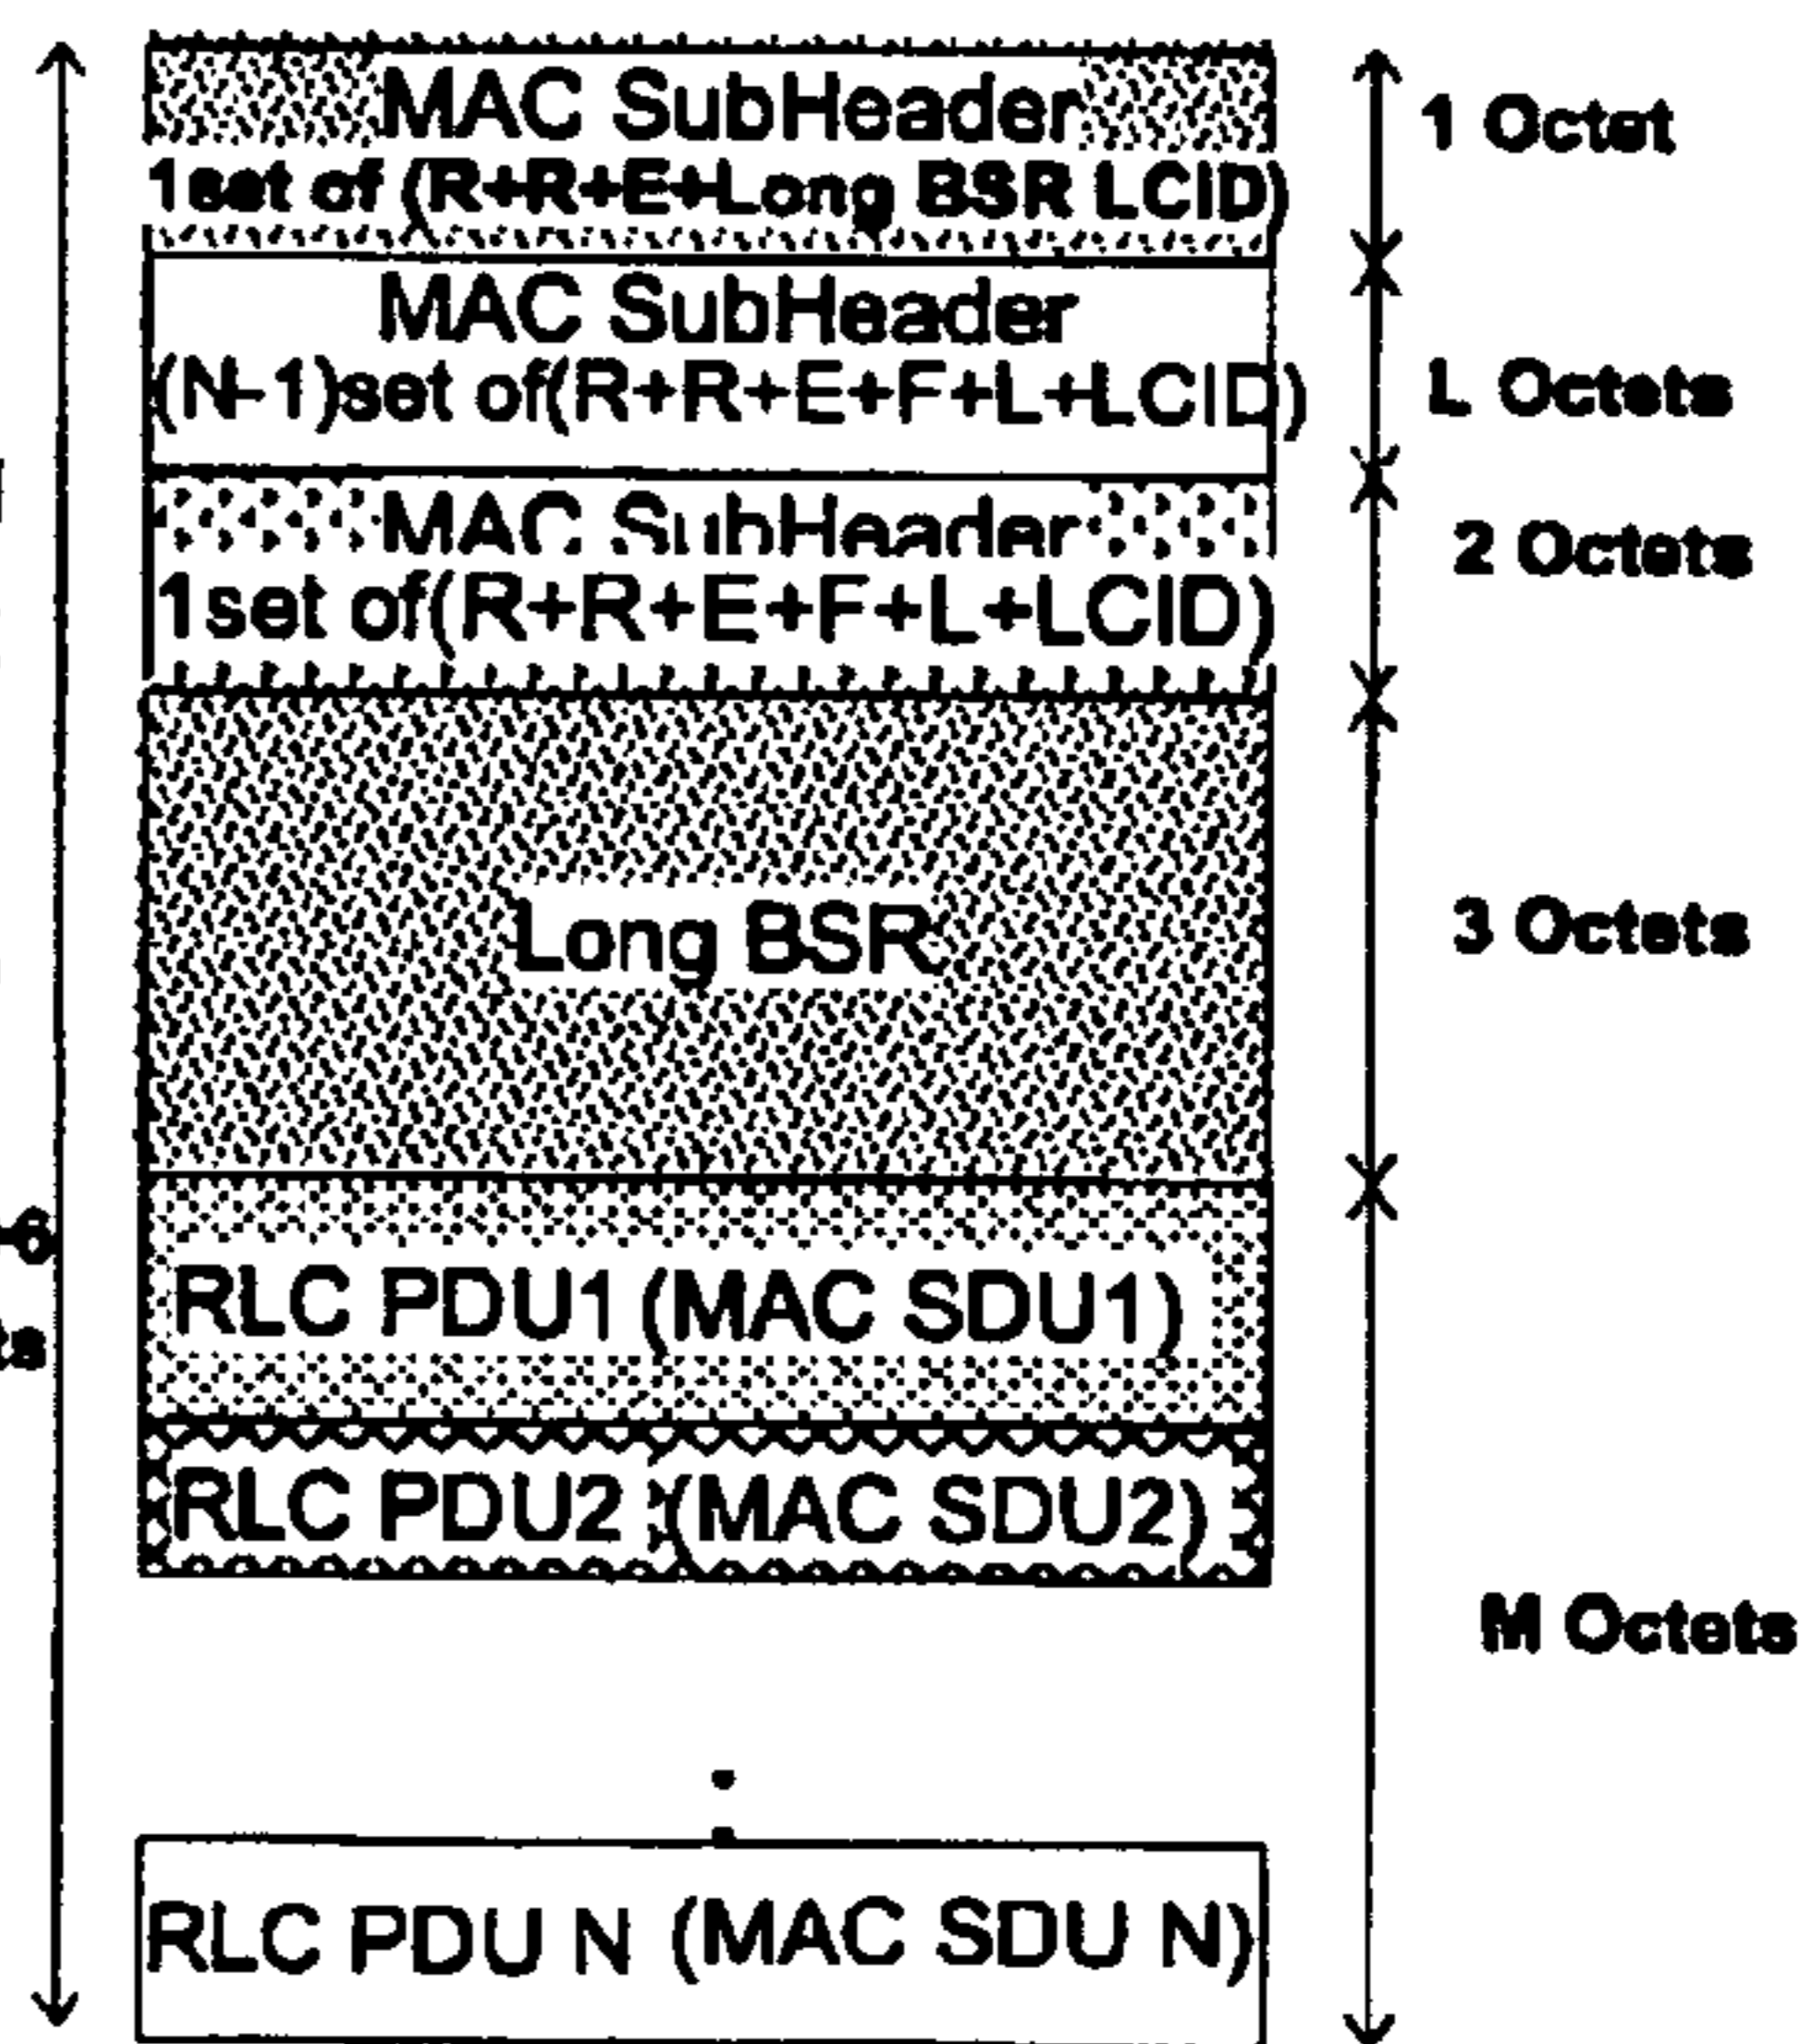 MAC SubHeader
1set of (R+R+E+Long BSR LCID)
1 Octet
MAC SubHeader
(N-1)set of(R+R+E+F+L+LCID)
L Octets
MAC SubHeader
1set of(R+R+E+F+L+LCID)
2 Octets
Long BSR
3 Octets
-6
ts
RLC PDU1 (MAC SDU1)
RLC PDU2 (MAC SDU2)
M Octets
RLC PDU N (MAC SDU N)